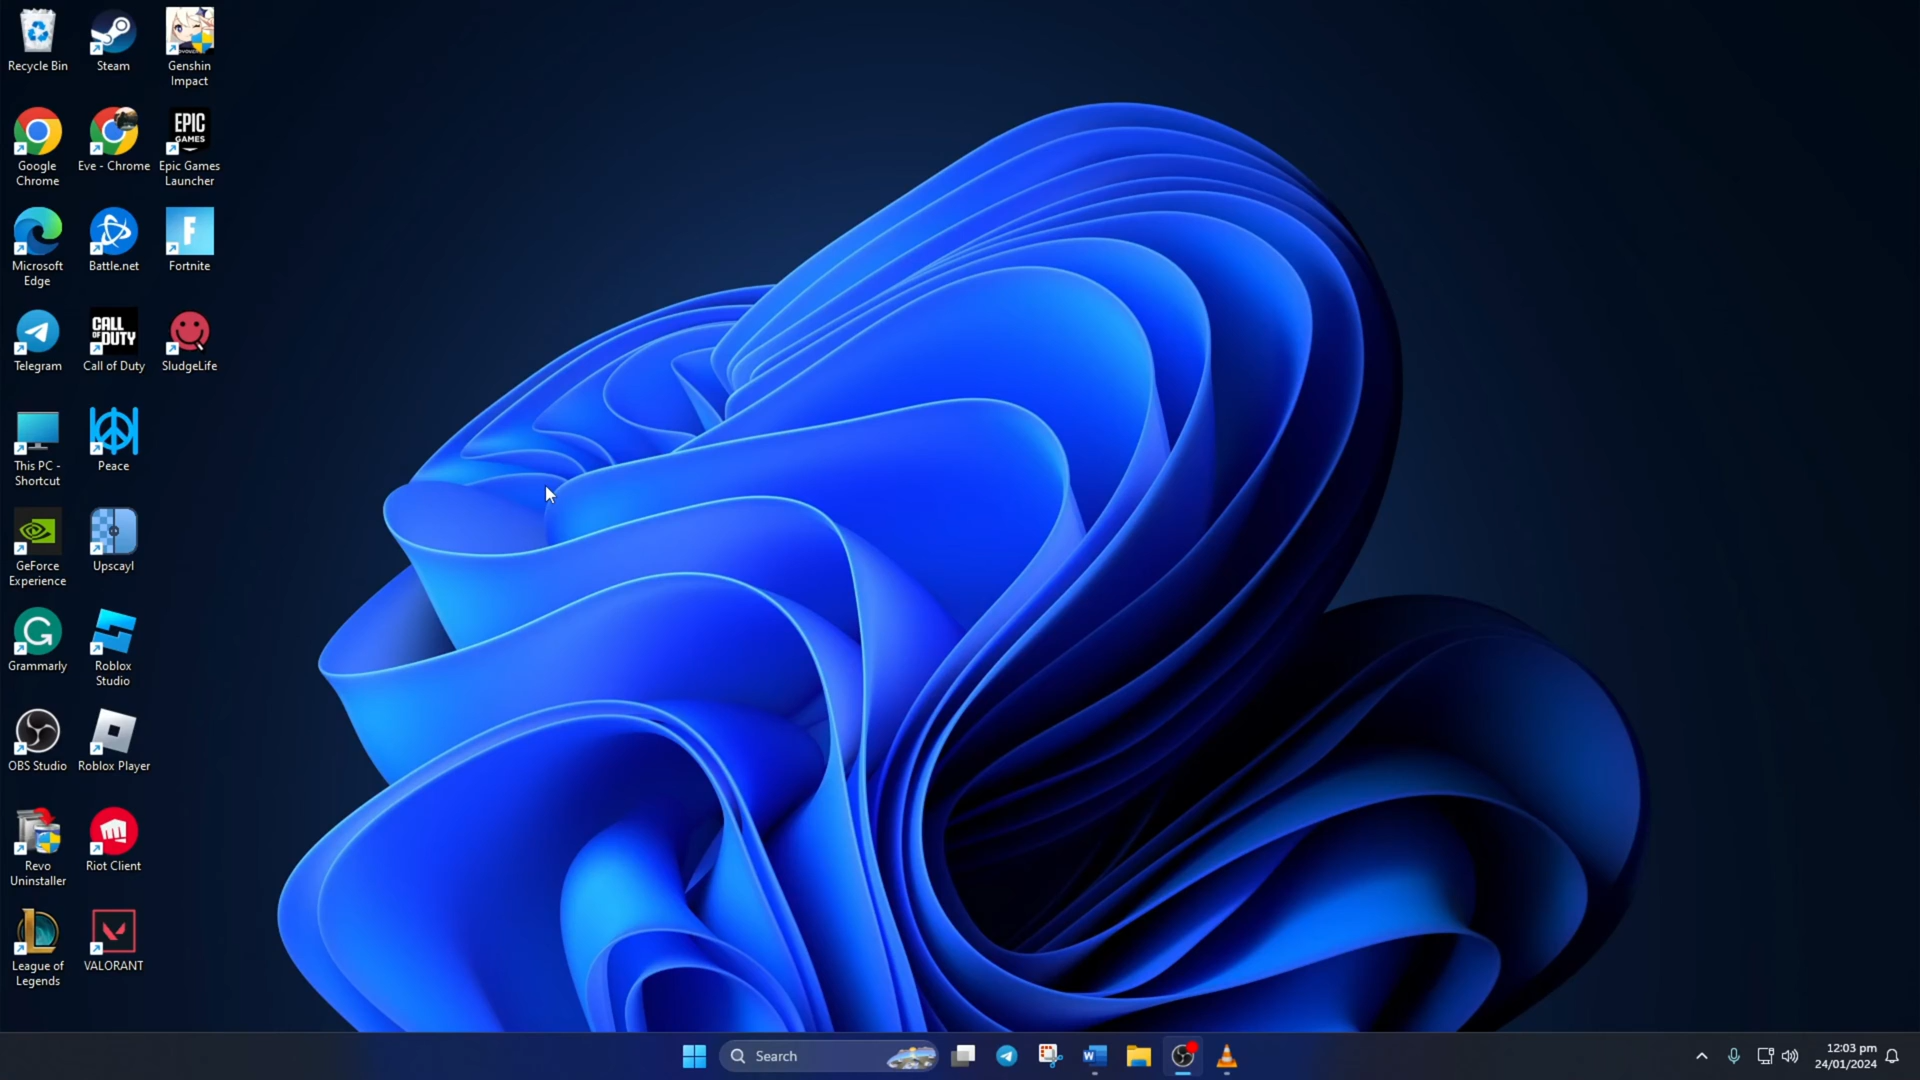 Recycle Bin
Steam
Genshin
Impact
Google
Chrome
Eve - Chrome
EPIC
GAMES
Epic Games
Launcher
Microsoft
Edge
Battle.net
F
Fortnite
Telegram
CALL
OF DUTY
Call of Duty
SludgeLife
This PC -
Shortcut
Peace
GeForce
Experience
Upscayl
G
Grammarly
Roblox
Studio
OBS Studio
Roblox Player
Revo
Uninstaller
Riot Client
L
League of
Legends
VALORANT
Search
W
12:03 pm
24/01/2024